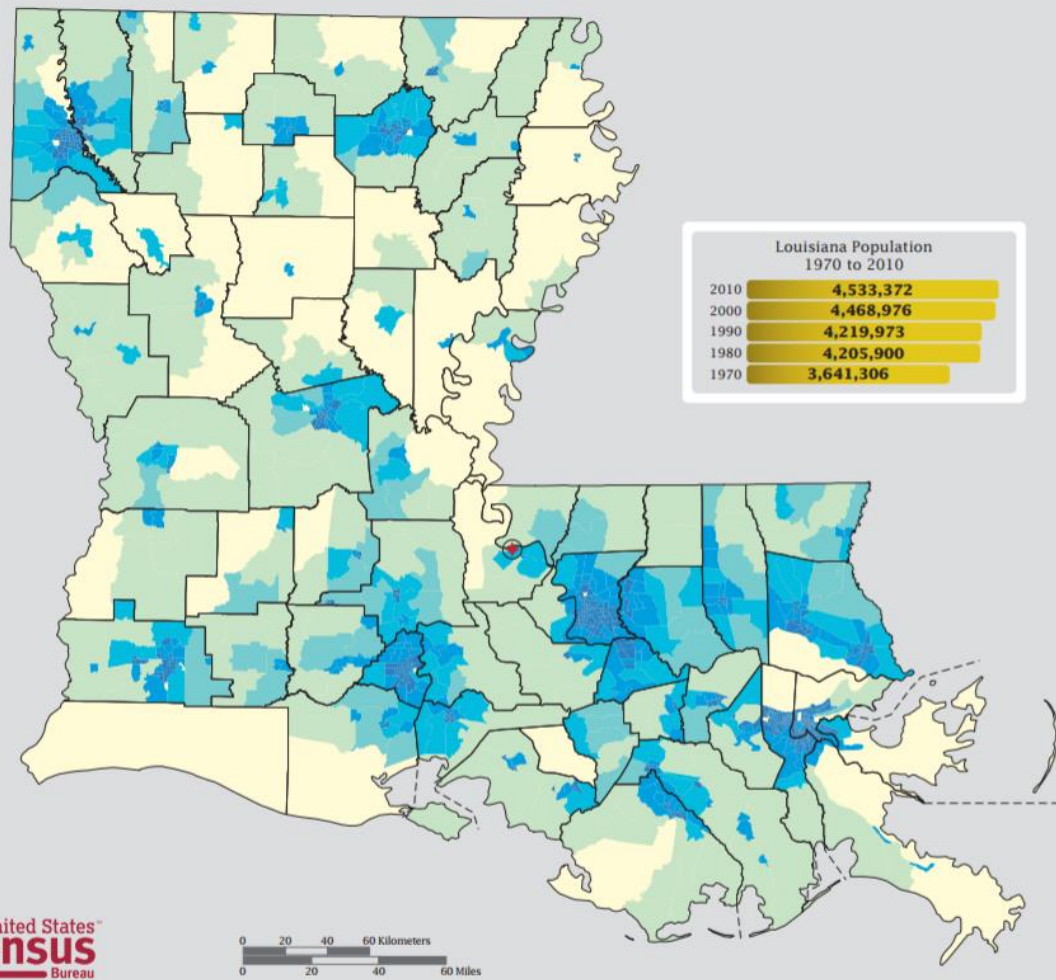 Louisiana Population
1970 to 2010
2010 4,533,372
2000 4,468,976
1990 4,219,973
1980 4,205,900
1970 3,641,306
nited States™
nsus
Bureau
0 20 40 60 Kilometers
0 20 40 60 Miles